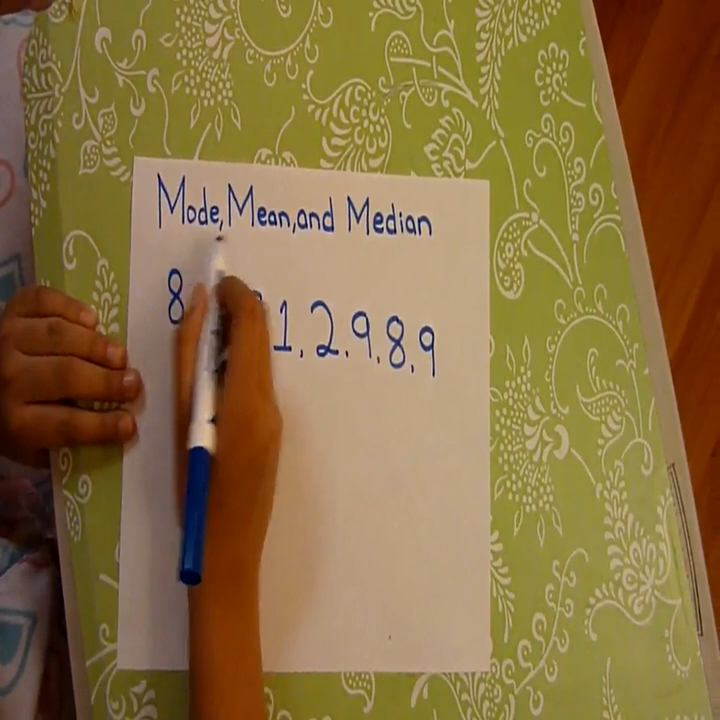 Mode, Mean, and Median
8 1, 2, 9, 8, 9